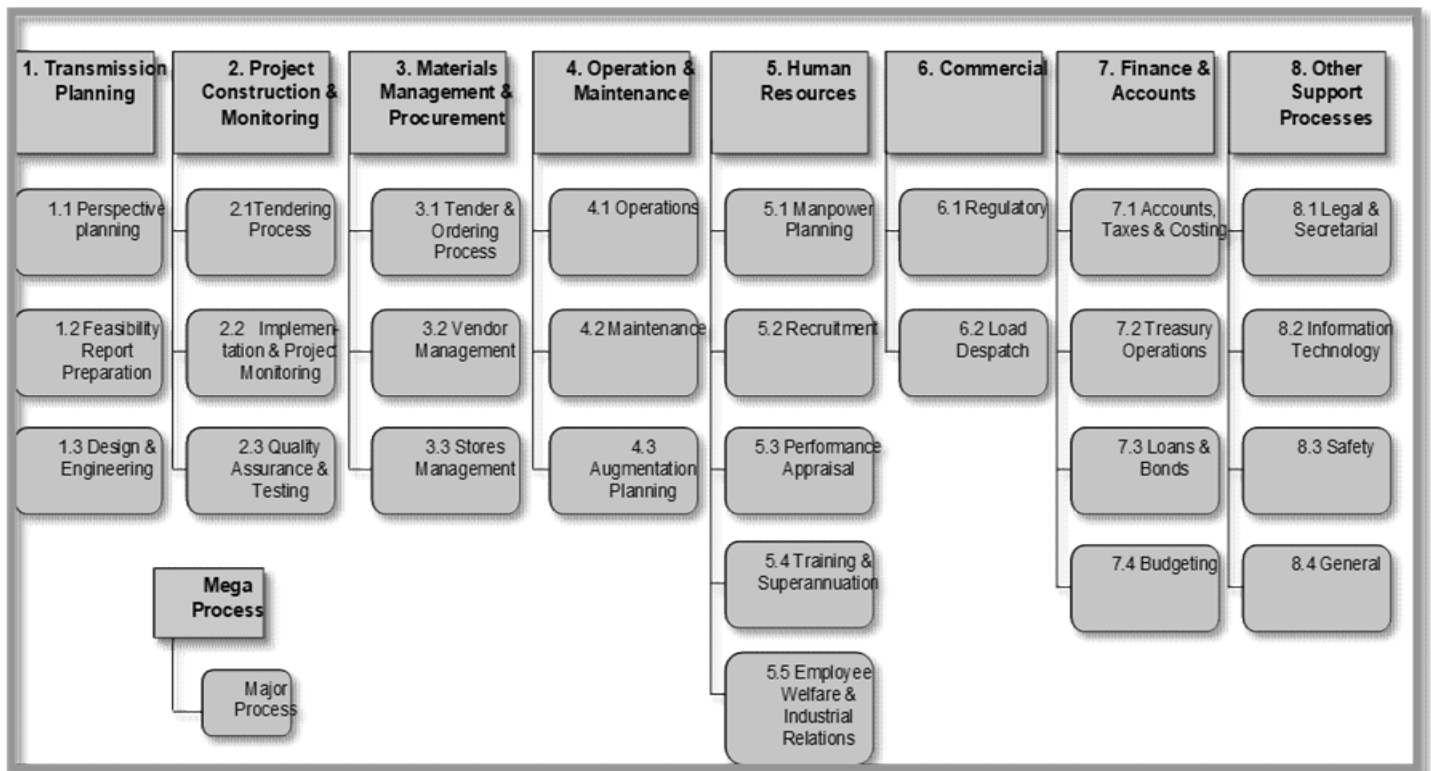 1. Transmission
Planning
2. Project
Construction &
Monitoring
3. Materials
Management &
Procurement
4. Operation &
Maintenance
5. Human
Resources
6. Commercial
7. Finance &
Accounts
8. Other
Support
Processes
1.1 Perspective
planning
2.1Tendering
Process
3.1 Tender &
Ordering
Process
4.1 Operations
5.1 Manpower
Planning
6.1 Regulatory
7.1 Accounts,
Taxes & Costing
8.1 Legal &
Secretarial
1.2 Feasibility
Report
Preparation
2.2 Implemen-
tation & Project
Monitoring
3.2 Vendor
Management
4.2 Maintenance
5.2 Recruitment
6.2 Load
Despatch
7.2 Treasury
Operations
8.2 Information
Technology
1.3 Design &
Engineering
2.3 Quality
Assurance &
Testing
3.3 Stores
Management
4.3
Augmentation
Planning
5.3 Performance
Appraisal
7.3 Loans &
Bonds
8.3 Safety
5.4 Training &
Superannuation
7.4 Budgeting
8.4 General
5.5 Employee
Welfare &
Industrial
Relations
Mega
Process
Major
Process